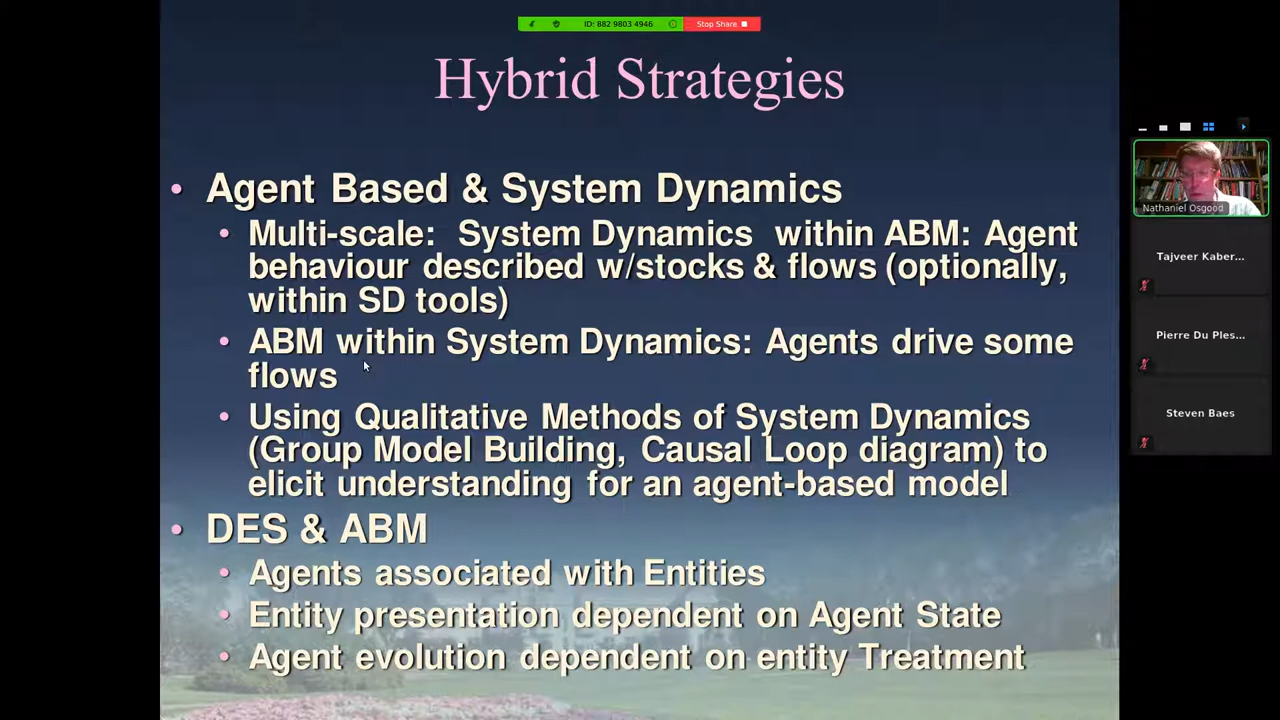 ID: 882 9803 4946
Stop Share
Hybrid Strategies
• Agent Based & System Dynamics
• Multi-scale: System Dynamics within ABM: Agent
behaviour described w/stocks & flows (optionally,
within SD tools)
• ABM within System Dynamics: Agents drive some
flows
• Using Qualitative Methods of System Dynamics
(Group Model Building, Causal Loop diagram) to
elicit understanding for an agent-based model
• DES & ABM
• Agents associated with Entities
• Entity presentation dependent on Agent State
• Agent evolution dependent on entity Treatment
Nathaniel Osgood
Tajveer Kaber...
Pierre Du Ples...
Steven Baes